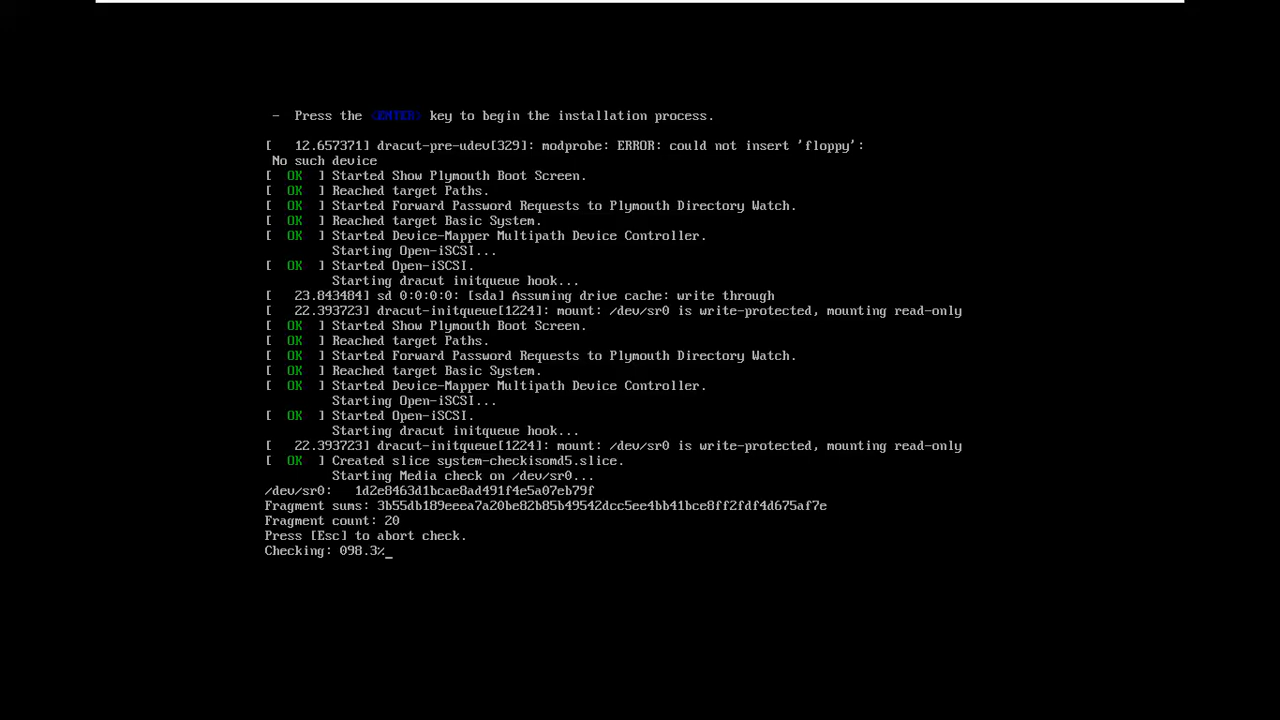 - Press the <ENTER> key to begin the installation process.
[ 12.657371] dracut-pre-udev[329]: modprobe: ERROR: could not insert 'floppy':
No such device
[ OK ] Started Show Plymouth Boot Screen.
[ OK ] Reached target Paths.
[ OK ] Started Forward Password Requests to Plymouth Directory Watch.
[ OK ] Reached target Basic System.
[ OK ] Started Device-Mapper Multipath Device Controller.
Starting Open-iSCSI...
[ OK ] Started Open-iSCSI.
Starting dracut initqueue hook...
[ 23.843484] sd 0:0:0:0: [sda] Assuming drive cache: write through
[ 22.393723] dracut-initqueue[1224]: mount: /dev/sr0 is write-protected, mounting read-only
[ OK ] Started Show Plymouth Boot Screen.
[ OK ] Reached target Paths.
[ OK ] Started Forward Password Requests to Plymouth Directory Watch.
[ OK ] Reached target Basic System.
[ OK ] Started Device-Mapper Multipath Device Controller.
Starting Open-iSCSI...
[ OK ] Started Open-iSCSI.
Starting dracut initqueue hook...
[ 22.393723] dracut-initqueue[1224]: mount: /dev/sr0 is write-protected, mounting read-only
[ OK ] Created slice system-checkisomd5.slice.
Starting Media check on /dev/sr0...
/dev/sr0: 1d2e8463d1bcae8ad491f4e5a07eb79f
Fragment sums: 3b55db189eeea7a20be82b85b49542dcc5ee4bb41bce8ff2fdf4d675af7e
Fragment count: 20
Press [Esc] to abort check.
Checking: 098.3%_